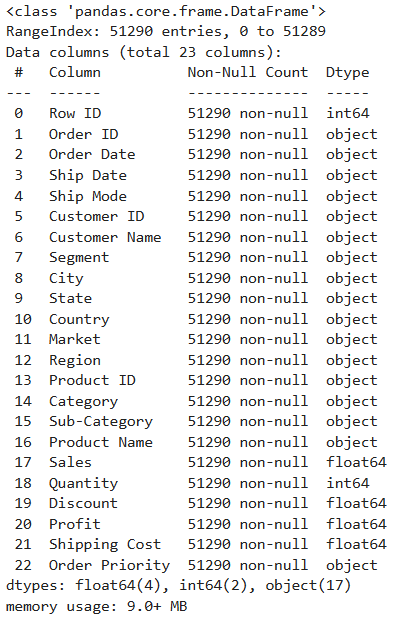 <class 'pandas.core.frame.DataFrame'>
RangeIndex: 51290 entries, 0 to 51289
Data columns (total 23 columns):
 #   Column          Non-Null Count  Dtype
---  ------          --------------  -----
 0   Row ID          51290 non-null  int64
 1   Order ID        51290 non-null  object
 2   Order Date      51290 non-null  object
 3   Ship Date       51290 non-null  object
 4   Ship Mode       51290 non-null  object
 5   Customer ID     51290 non-null  object
 6   Customer Name   51290 non-null  object
 7   Segment         51290 non-null  object
 8   City            51290 non-null  object
 9   State           51290 non-null  object
 10  Country         51290 non-null  object
 11  Market          51290 non-null  object
 12  Region          51290 non-null  object
 13  Product ID      51290 non-null  object
 14  Category        51290 non-null  object
 15  Sub-Category    51290 non-null  object
 16  Product Name    51290 non-null  object
 17  Sales           51290 non-null  float64
 18  Quantity        51290 non-null  int64
 19  Discount        51290 non-null  float64
 20  Profit          51290 non-null  float64
 21  Shipping Cost   51290 non-null  float64
 22  Order Priority  51290 non-null  object
dtypes: float64(4), int64(2), object(17)
memory usage: 9.0+ MB